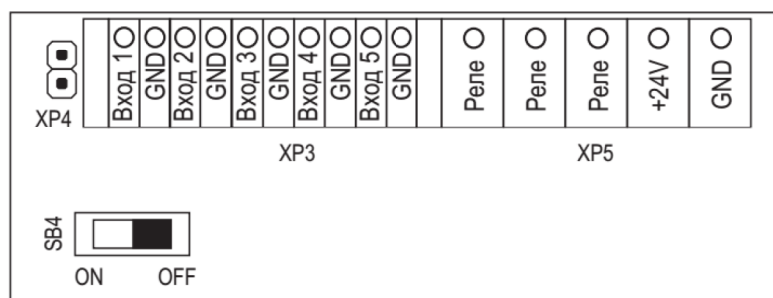 Вход 1
GND
Вход 2
GND
Вход 3
GND
Вход 4
GND
Вход 5
GND
Реле
Реле
Реле
+24V
GND
XP4
XP3
XP5
SB4
ON
OFF